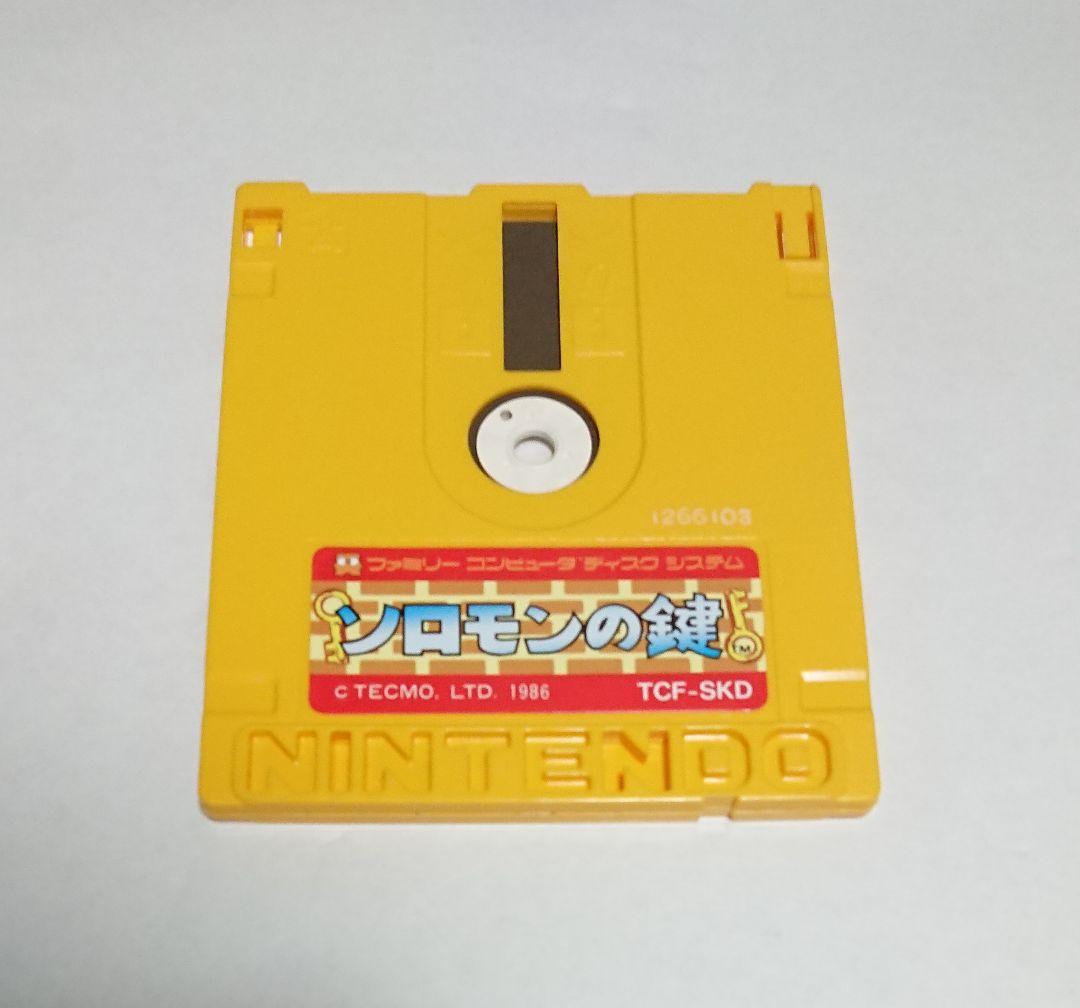 1266103
ファミリー コンピュータ ディスク システム
ソロモンの鍵 TM
© TECMO, LTD. 1986 TCF-SKD
NINTENDO